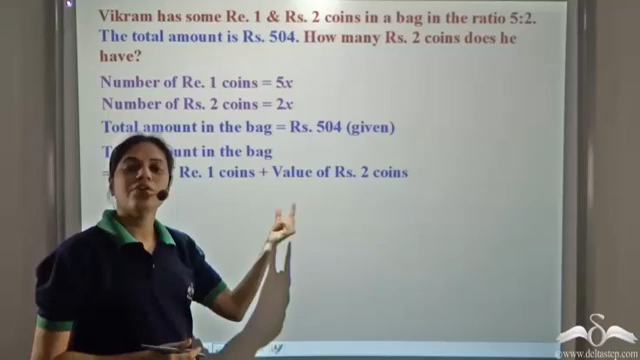 Vikram has some Re. 1 & Rs. 2 coins in a bag in the ratio 5:2.
The total amount is Rs. 504. How many Rs. 2 coins does he
have?
Number of Re. 1 coins = 5x
Number of Rs. 2 coins = 2x
Total amount in the bag = Rs. 504 (given)
unt in the bag
= Re. 1 coins + Value of Rs. 2 coins
©www.deltastep.com